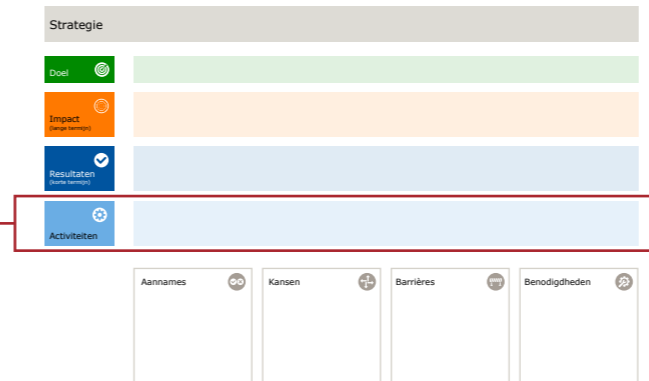 Strategie
Doel
Impact
(lange termijn)
Resultaten
(korte termijn)
Activiteiten
Aannames
Kansen
Barrières
Benodigdheden